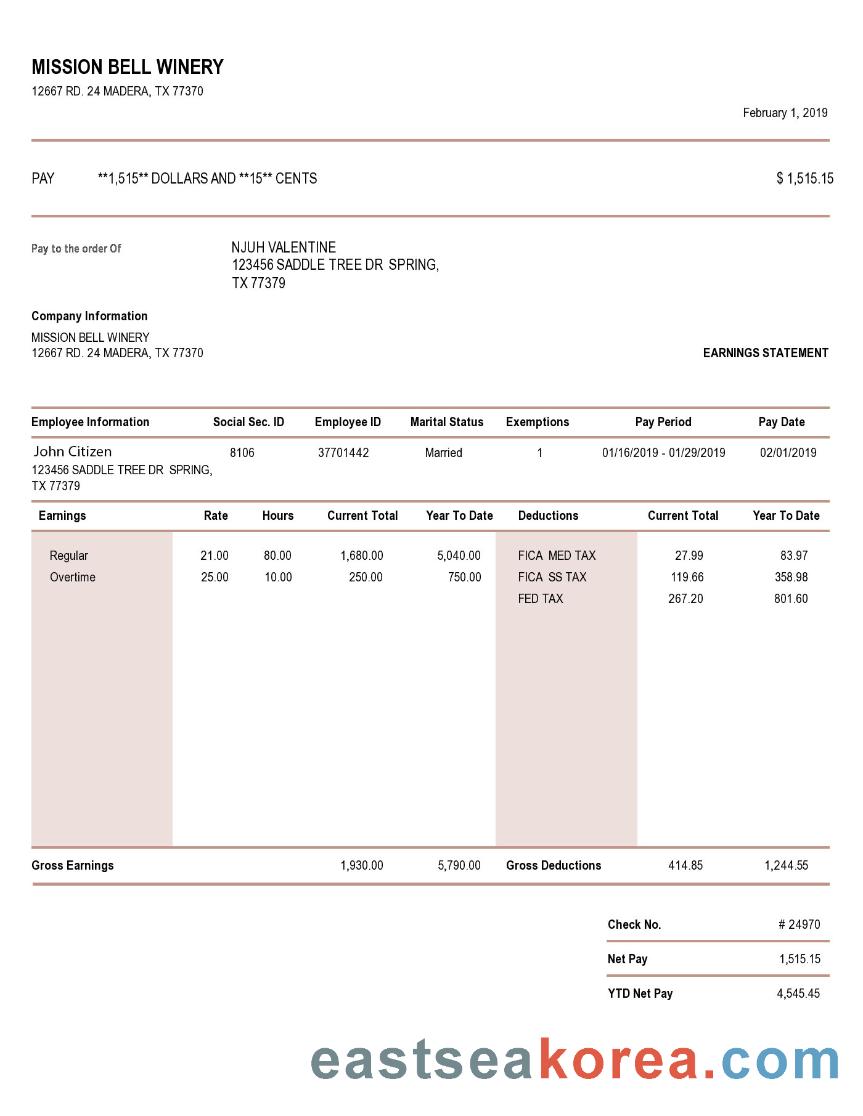 MISSION BELL WINERY
12667 RD. 24 MADERA, TX 77370
February 1, 2019
PAY **1,515** DOLLARS AND **15** CENTS $ 1,515.15
Pay to the order Of NJUH VALENTINE
123456 SADDLE TREE DR SPRING,
TX 77379
Company Information
MISSION BELL WINERY
12667 RD. 24 MADERA, TX 77370 EARNINGS STATEMENT
Employee Information Social Sec. ID Employee ID Marital Status Exemptions Pay Period Pay Date
John Citizen 8106 37701442 Married 1 01/16/2019 - 01/29/2019 02/01/2019
123456 SADDLE TREE DR SPRING,
TX 77379
Earnings Rate Hours Current Total Year To Date Deductions Current Total Year To Date
Regular 21.00 80.00 1,680.00 5,040.00 FICA MED TAX 27.99 83.97
Overtime 25.00 10.00 250.00 750.00 FICA SS TAX 119.66 358.98
FED TAX 267.20 801.60
Gross Earnings 1,930.00 5,790.00 Gross Deductions 414.85 1,244.55
Check No. # 24970
Net Pay 1,515.15
YTD Net Pay 4,545.45
eastseakorea.com